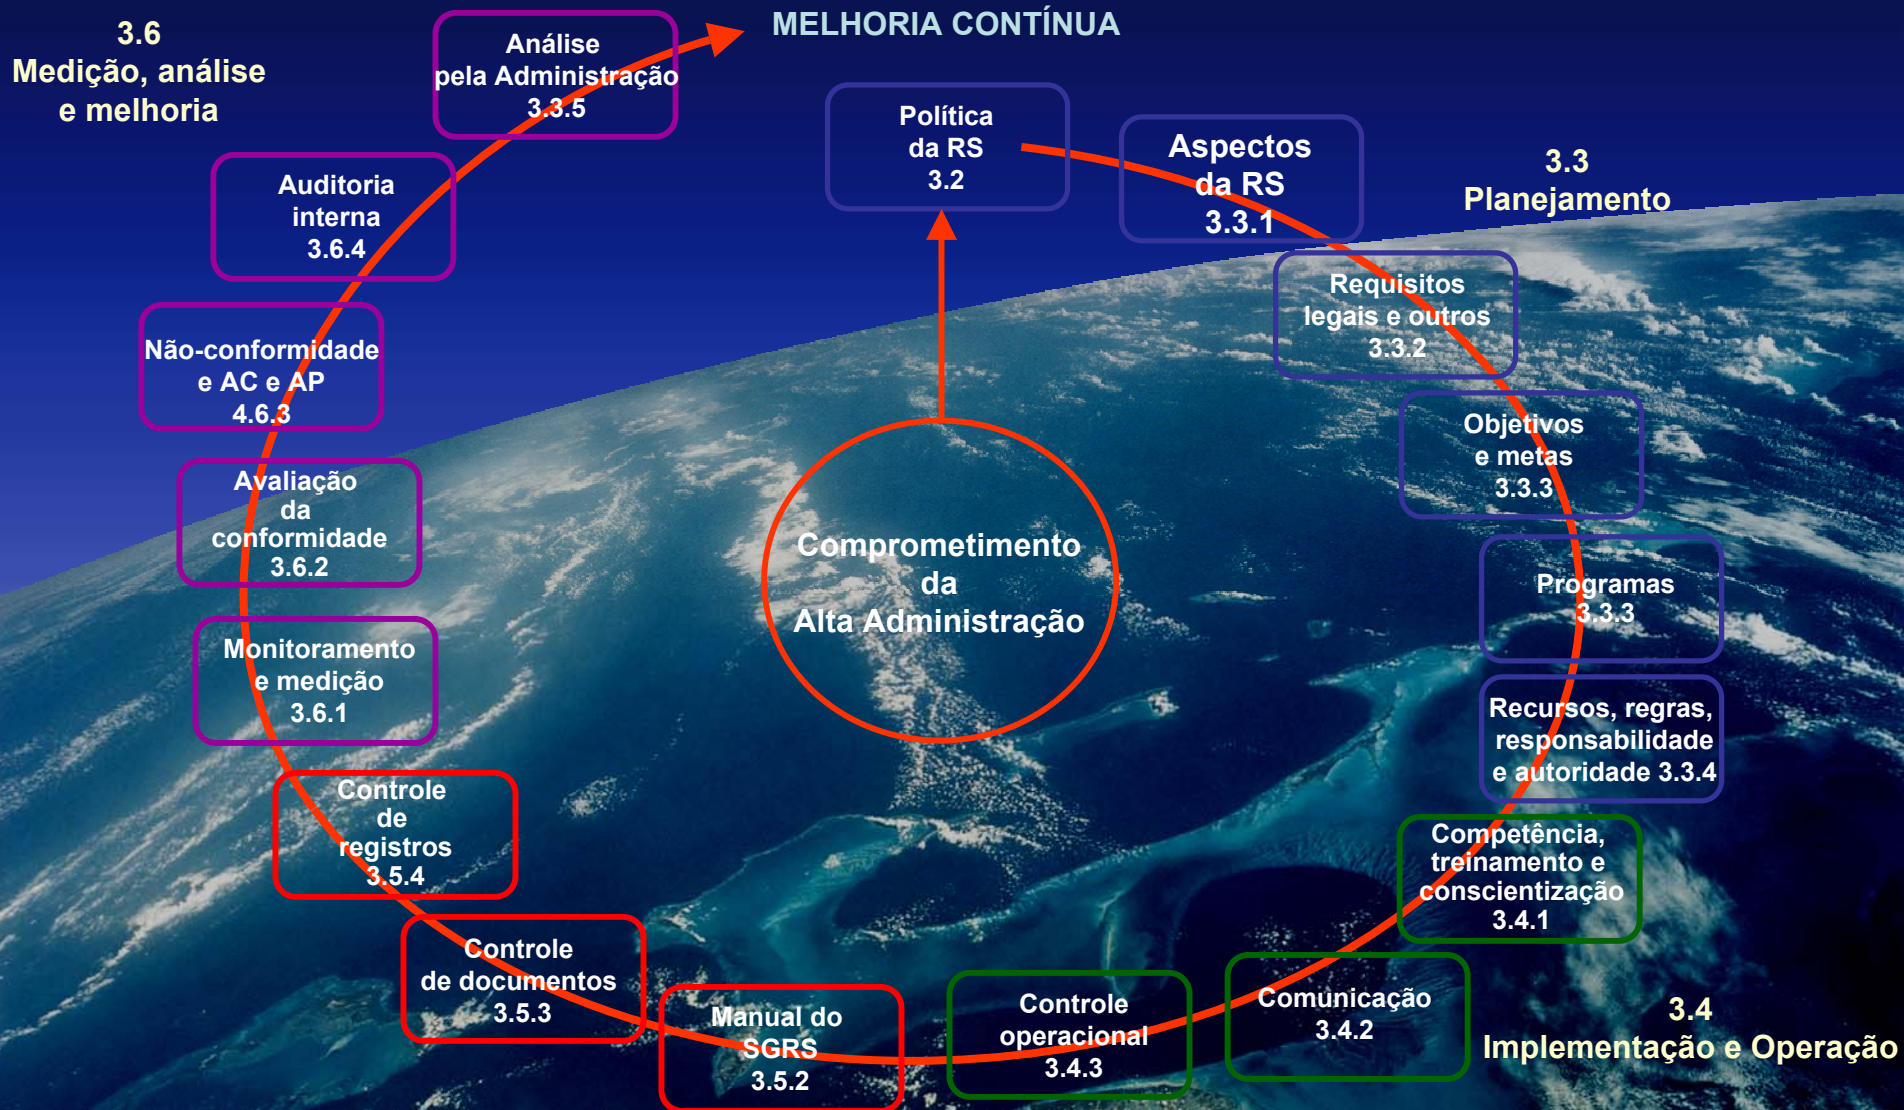 MELHORIA CONTÍNUA
3.6
Medição, análise
e melhoria
Análise
pela Administração
3.3.5
Política
da RS
3.2
Aspectos
da RS
3.3.1
3.3
Planejamento
Auditoria
interna
3.6.4
Requisitos
legais e outros
3.3.2
Não-conformidade
e AC e AP
4.6.3
Objetivos
e metas
3.3.3
Avaliação
da
conformidade
3.6.2
Comprometimento
da
Alta Administração
Programas
3.3.3
Monitoramento
e medição
3.6.1
Recursos, regras,
responsabilidade
e autoridade 3.3.4
Controle
de
registros
3.5.4
Competência,
treinamento e
conscientização
3.4.1
Controle
de documentos
3.5.3
Manual do
SGRS
3.5.2
Controle
operacional
3.4.3
Comunicação
3.4.2
3.4
Implementação e Operação